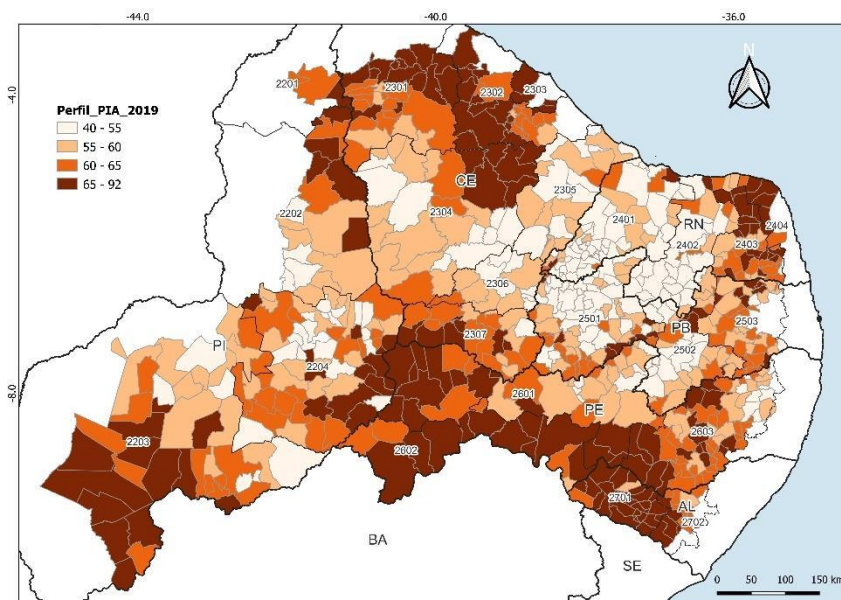 -44.0
-40.0
-36.0
-4.0
-8.0
N
Perfil_PIA_2019
40 - 55
55 - 60
60 - 65
65 - 92
2201
2301
2302
2303
CE
2202
2304
2305
2401
RN
2402
2403
2404
2306
2501
PB
2503
PI
2204
2307
2502
2601
PE
2203
2602
2603
2701
AL
2702
BA
SE
0 50 100 150 km